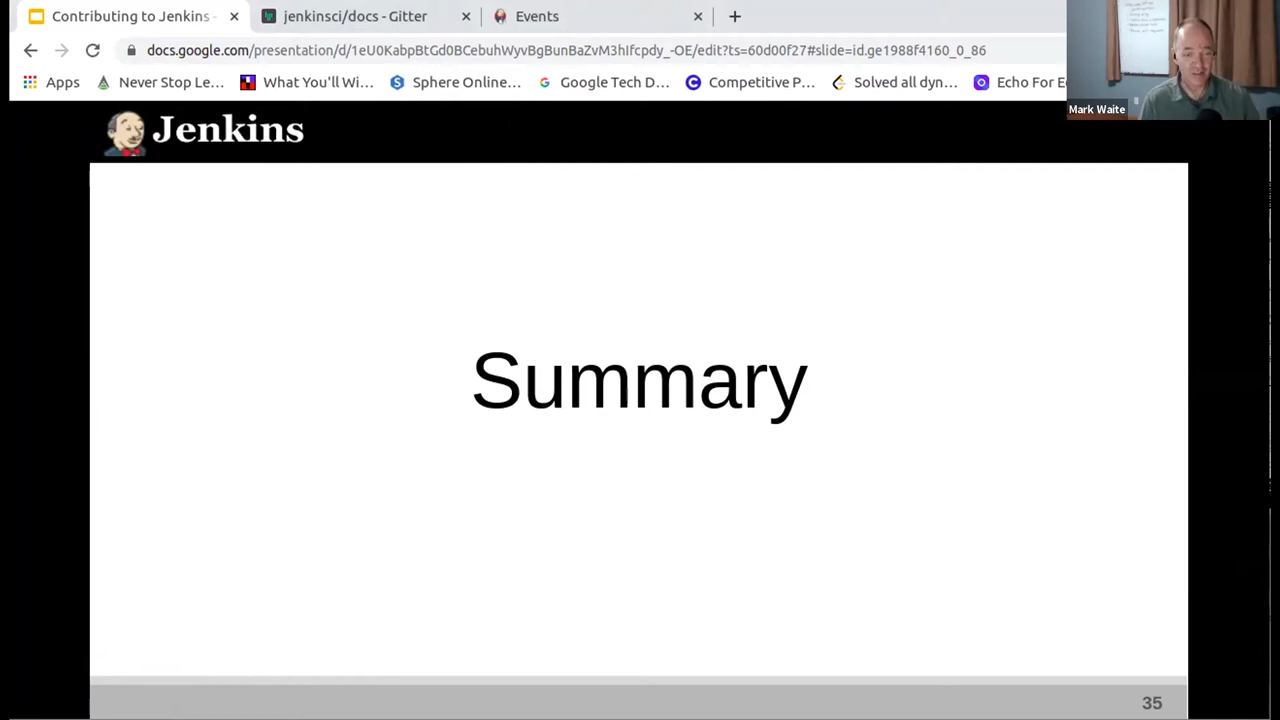 Contributing to Jenkins -
jenkinsci/docs - Gitter
Events
docs.google.com/presentation/d/1eU0KabpBtGd0BCebuhWyvBgBunBaZvM3hIfcpdy_-OE/edit?ts=60d00f27#slide=id.ge1988f4160_0_86
Apps
Never Stop Le...
What You'll Wi...
Sphere Online...
Google Tech D...
Competitive P...
Solved all dyn...
Echo For E
Mark Waite
Jenkins
Summary
35